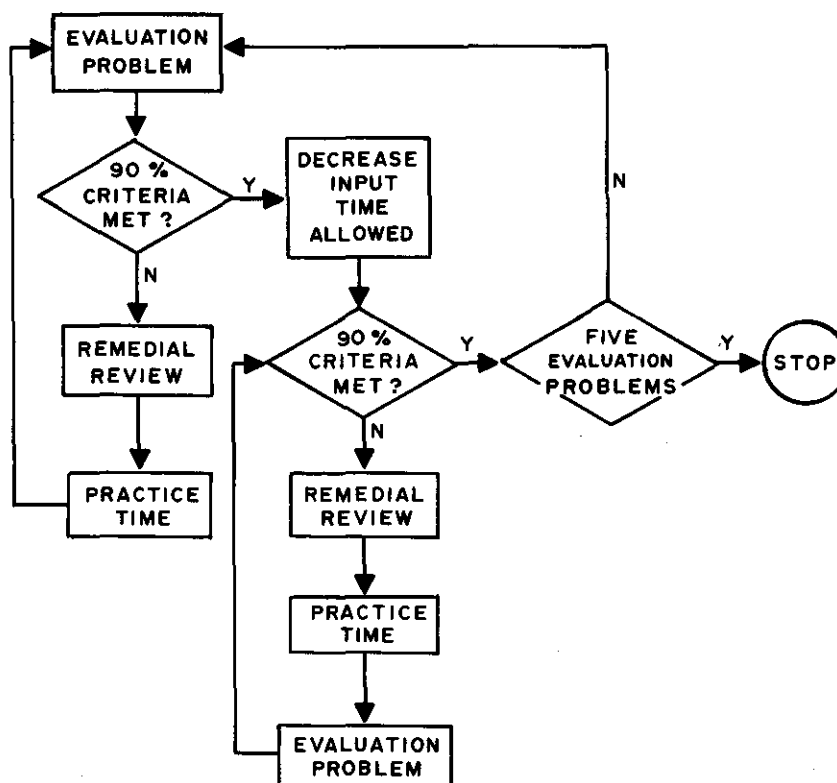 EVALUATION
PROBLEM
90 %
CRITERIA
MET ?
Y
N
DECREASE
INPUT
TIME
ALLOWED
REMEDIAL
REVIEW
PRACTICE
TIME
90 %
CRITERIA
MET ?
Y
N
FIVE
EVALUATION
PROBLEMS
N
Y
STOP
REMEDIAL
REVIEW
PRACTICE
TIME
EVALUATION
PROBLEM